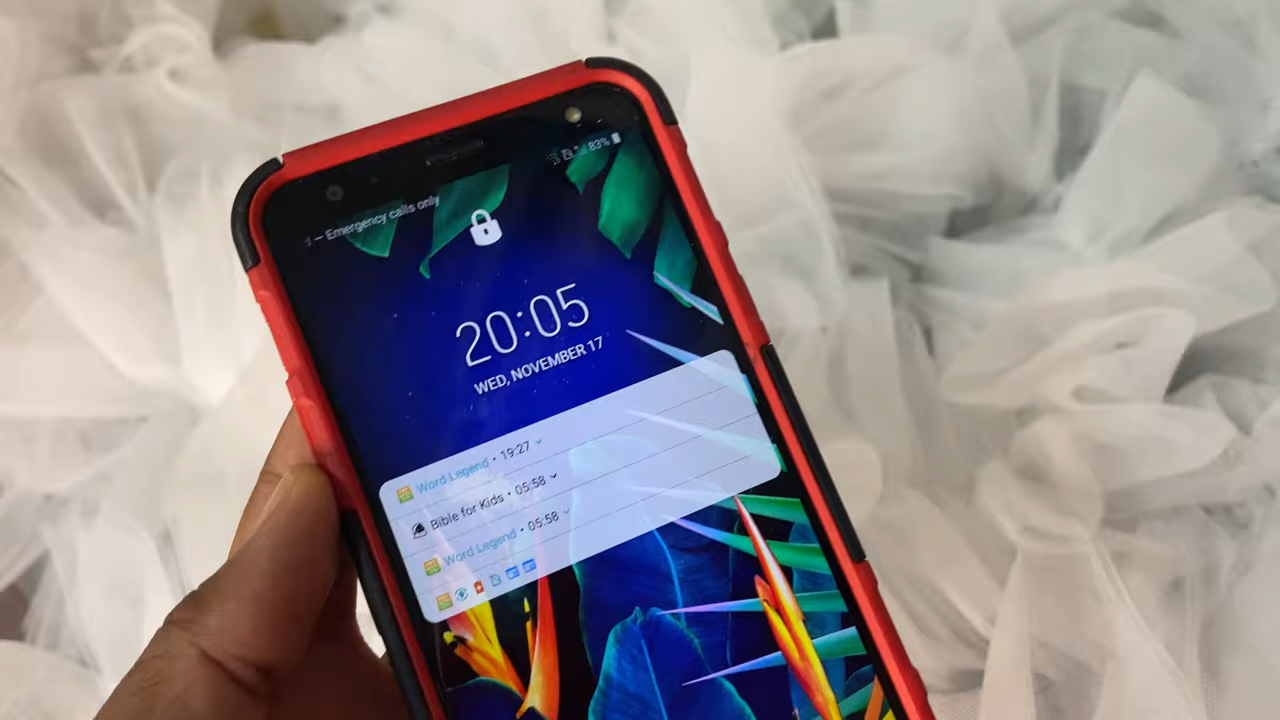 83%
– Emergency calls only
20:05
WED, NOVEMBER 17
Word Legend • 19:27
Bible for Kids • 05:58
Word Legend • 05:58